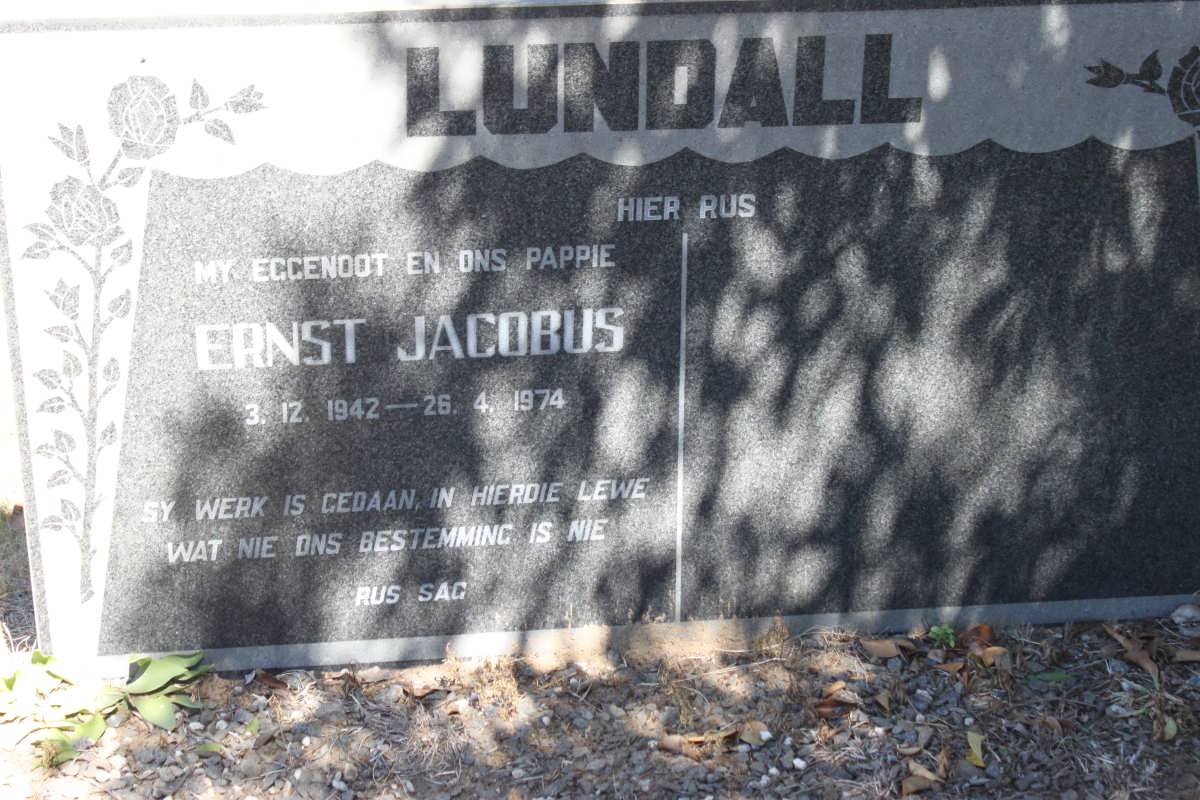 LUNDALL
HIER RUS
MY EGGENOOT EN ONS PAPPIE
ERNST JACOBUS
3. 12. 1942 — 26. 4. 1974
SY WERK IS GEDAAN, IN HIERDIE LEWE
WAT NIE ONS BESTEMMING IS NIE
RUS SAG